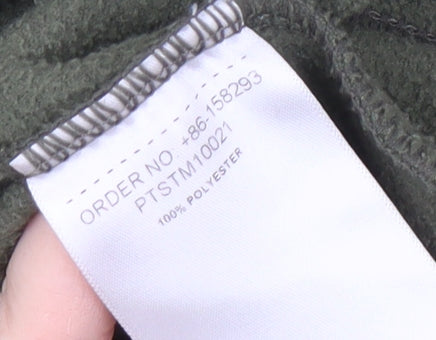 ORDER NO +86-158293
PTSTM10021
100% POLYESTER